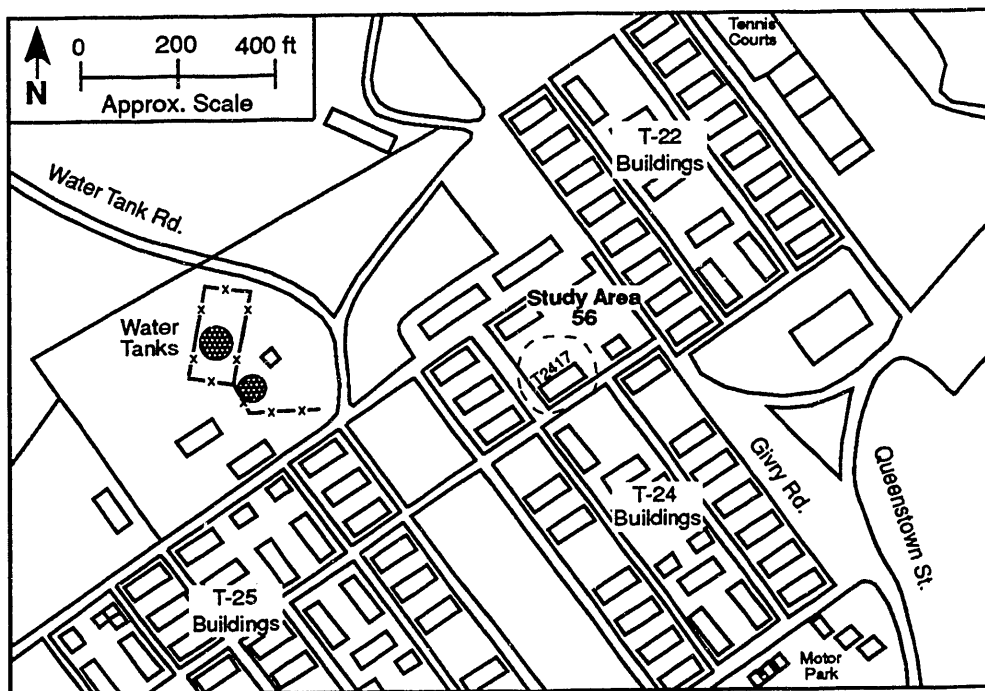 0 200 400 ft
N
Approx. Scale
Tennis
Courts
T-22
Buildings
Water Tank Rd.
Study Area
56
Water
Tanks
T2417
Givry Rd.
Queenstown St.
T-24
Buildings
T-25
Buildings
Motor
Park